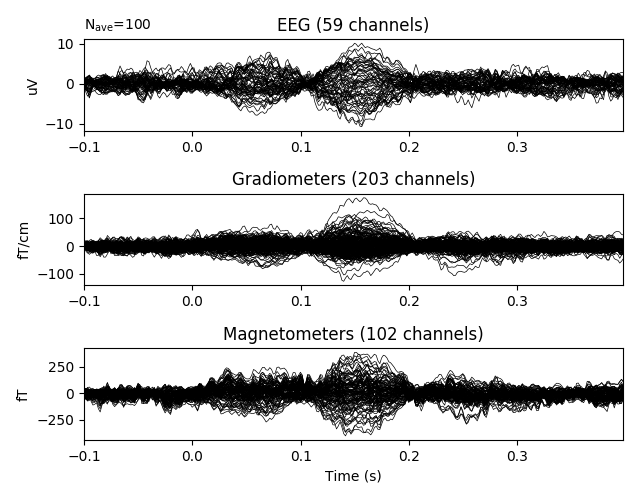 N_ave=100
EEG (59 channels)
10
0
−10
uV
−0.1 0.0 0.1 0.2 0.3
Gradiometers (203 channels)
100
0
−100
fT/cm
−0.1 0.0 0.1 0.2 0.3
Magnetometers (102 channels)
250
0
−250
fT
−0.1 0.0 0.1 0.2 0.3
Time (s)